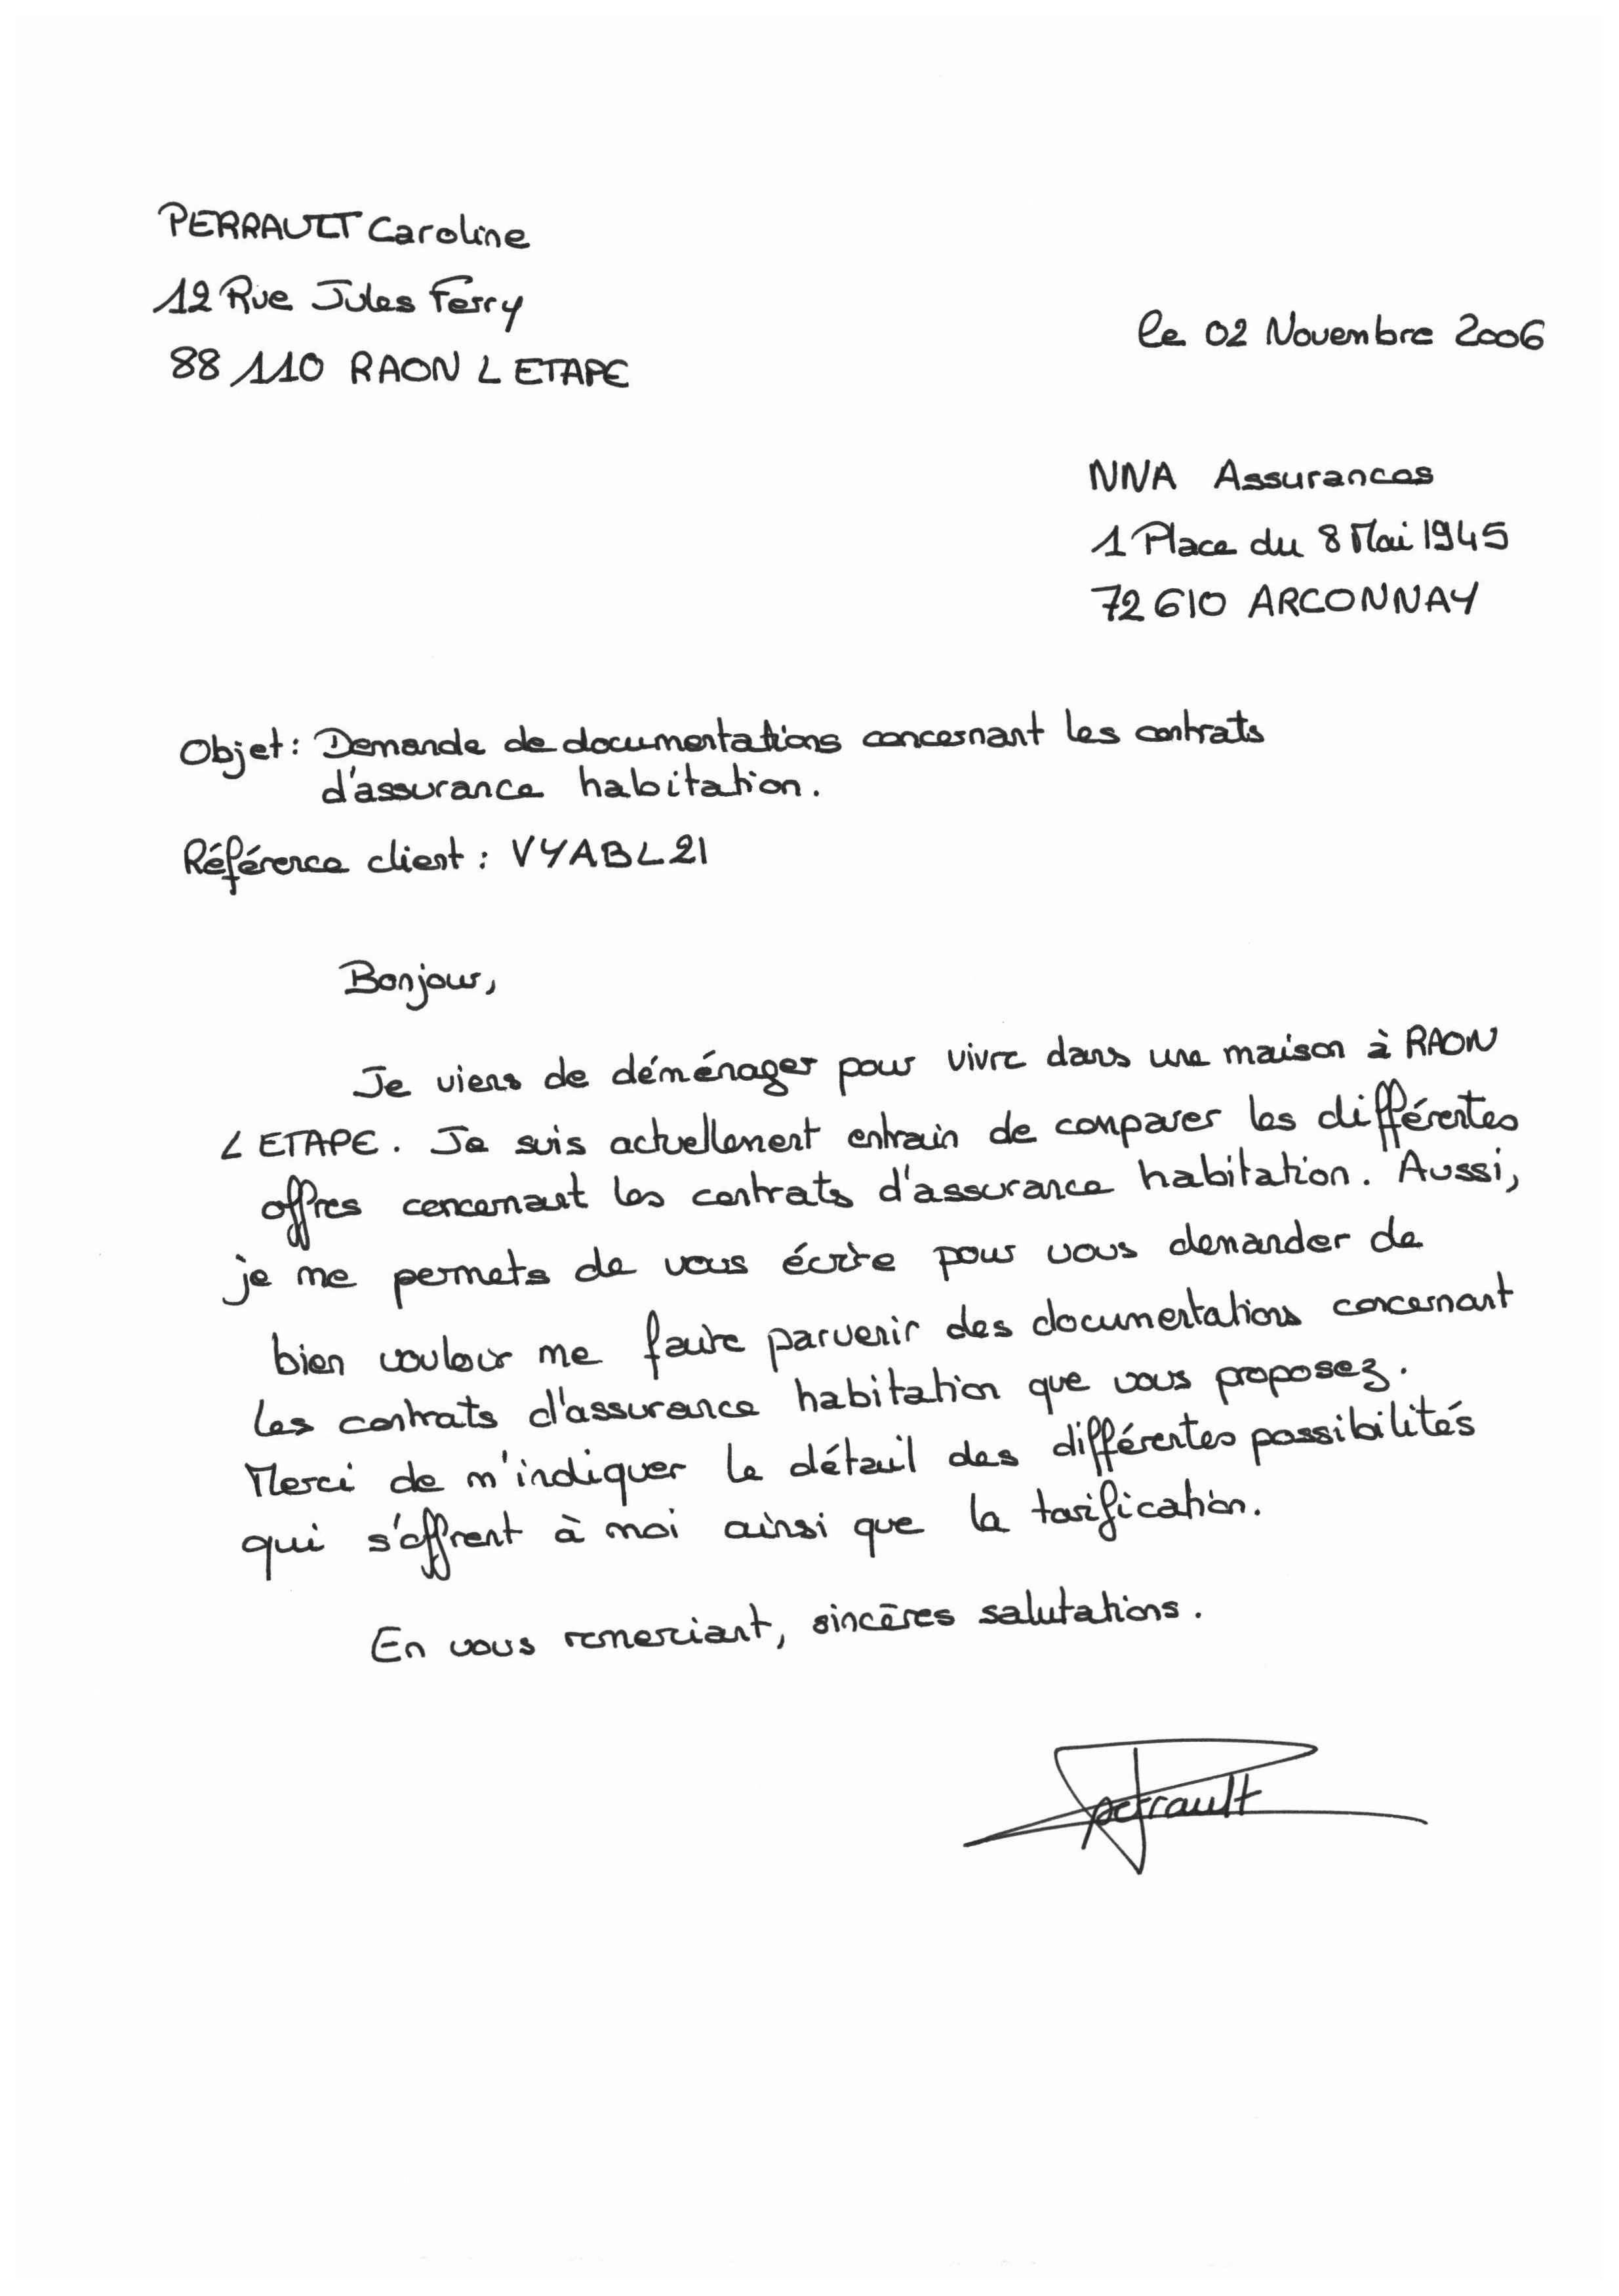 PERRAULT Caroline
12 Rue Jules Ferry
88 110 RAON L ETAPE
le 02 Novembre 2006
NNA Assurances
1 Place du 8 Mai 1945
72 610 ARCONNAY
Objet : Demande de documentations concernant les contrats
d'assurance habitation.
Référence client : VYABL21
Bonjour,
Je viens de déménager pour vivre dans une maison à RAON
L ETAPE. Je suis actuellement entrain de comparer les différentes
offres concernant les contrats d'assurance habitation. Aussi,
je me permets de vous écrire pour vous demander de
bien vouloir me faire parvenir des documentations concernant
les contrats d'assurance habitation que vous proposez.
Merci de m'indiquer le détail des différentes possibilités
qui s'offrent à moi ainsi que la tarification.
En vous remerciant, sincères salutations.
perrault